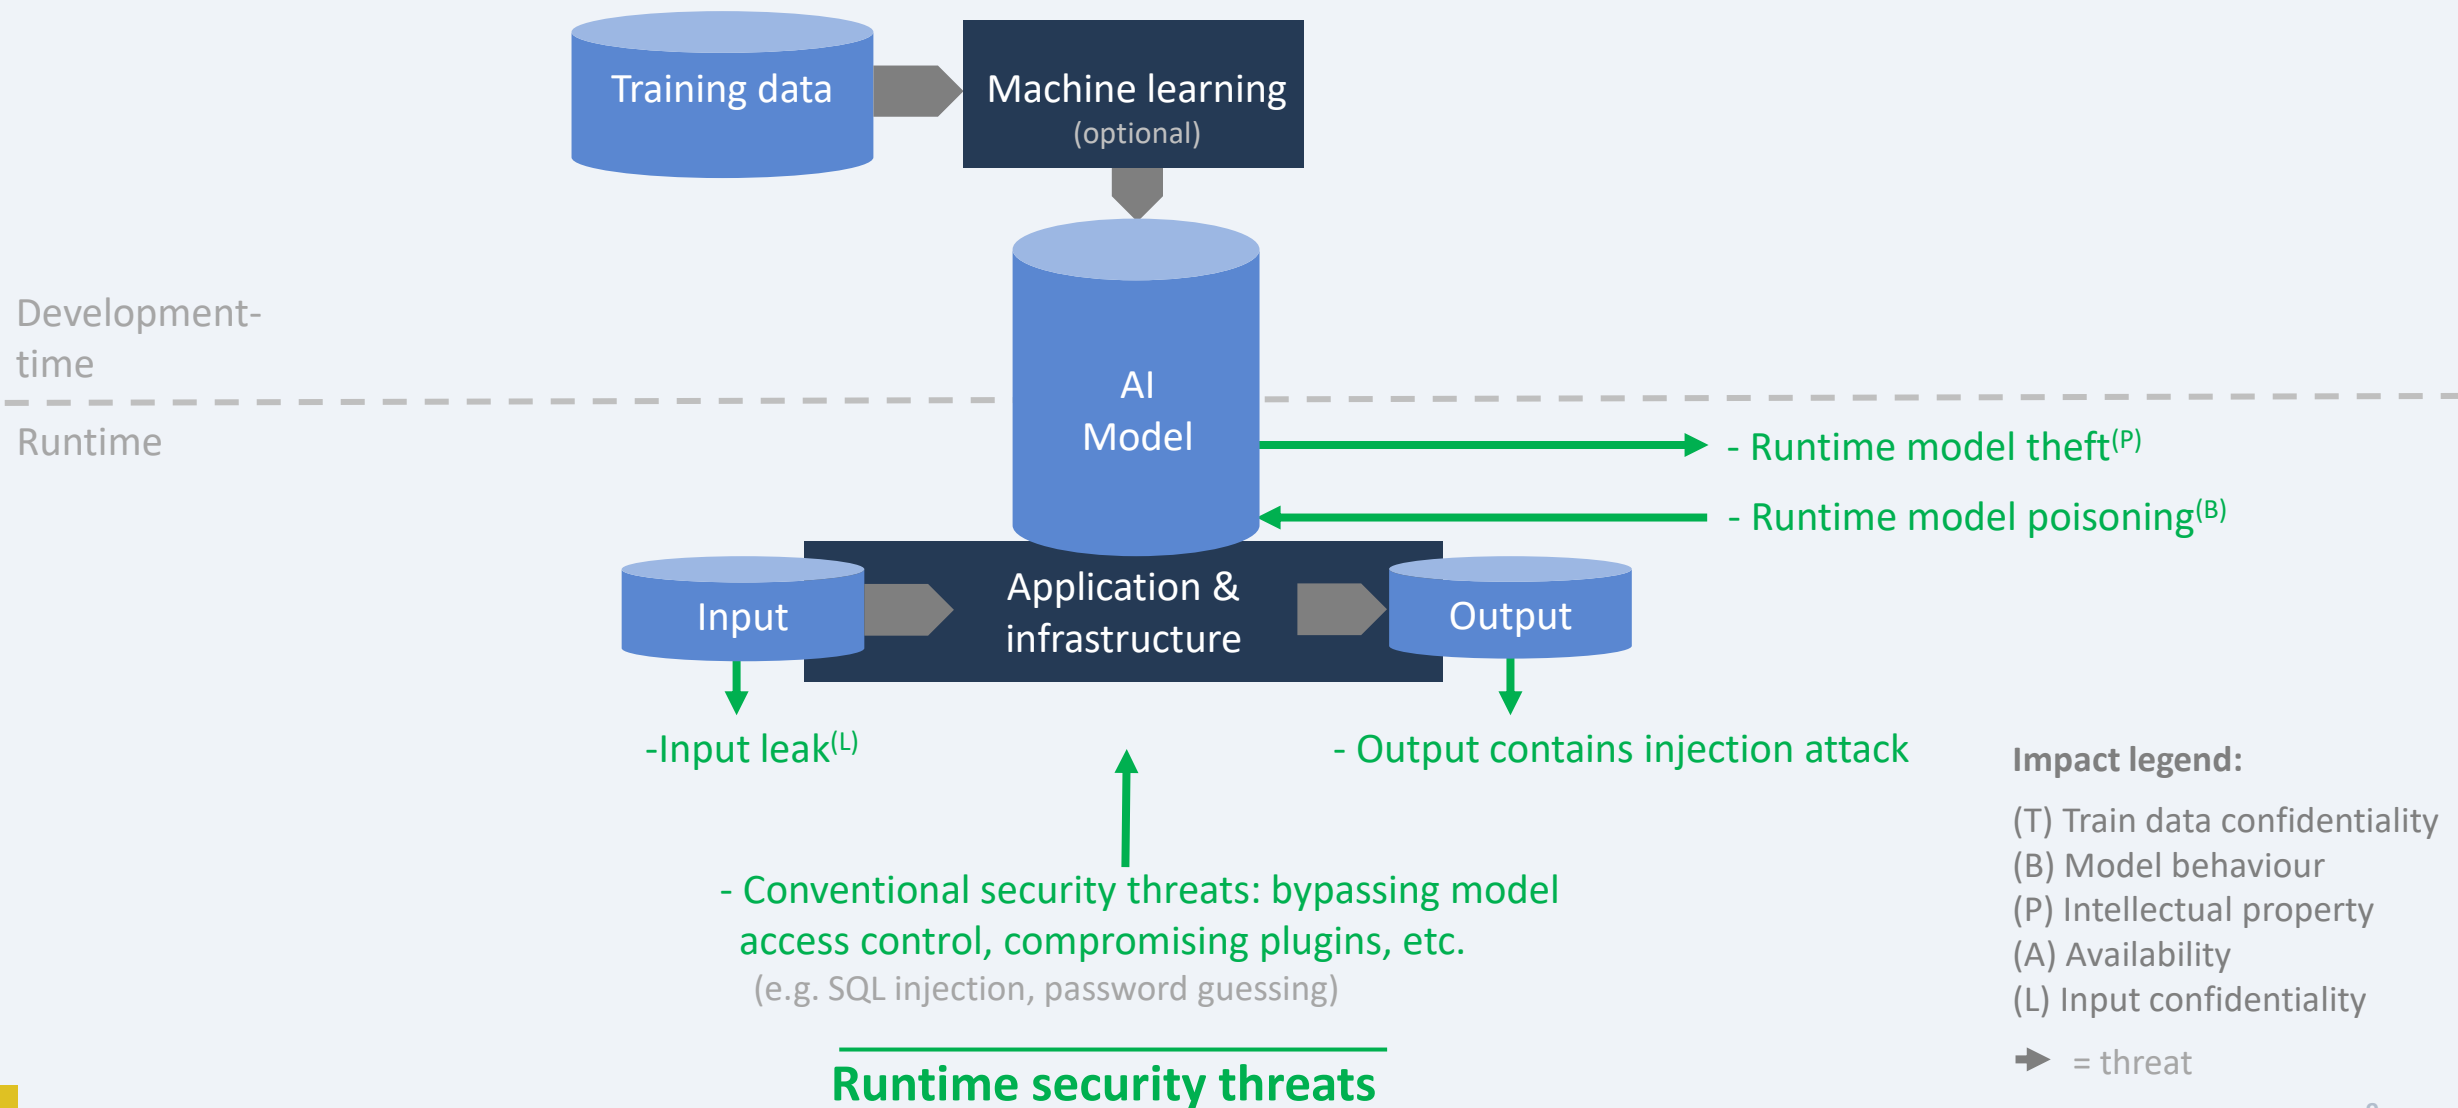 Training data
Machine learning
(optional)
Development-
time
AI
Model
Runtime
- Runtime model theft(P)
- Runtime model poisoning(B)
Input
Application &
infrastructure
Output
-Input leak(L)
- Output contains injection attack
- Conventional security threats: bypassing model
access control, compromising plugins, etc.
(e.g. SQL injection, password guessing)
Runtime security threats
Impact legend:
(T) Train data confidentiality
(B) Model behaviour
(P) Intellectual property
(A) Availability
(L) Input confidentiality
= threat